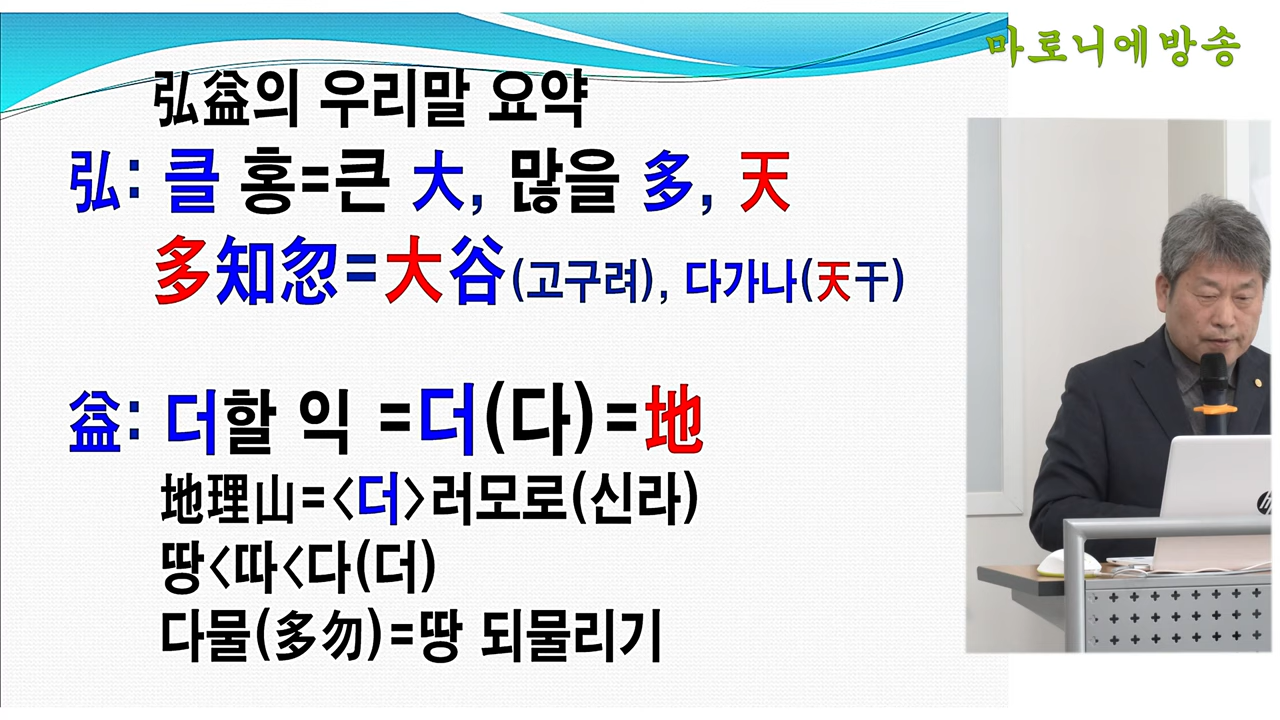 마로니에방송
弘益의 우리말 요약
弘: 클 홍=큰 大, 많을 多, 天
多知忽=大谷(고구려), 다가나(天干)
益: 더할 익 =더(다)=地
地理山=<더>러모로(신라)
땅<따<다(더)
다물(多勿)=땅 되물리기
hp